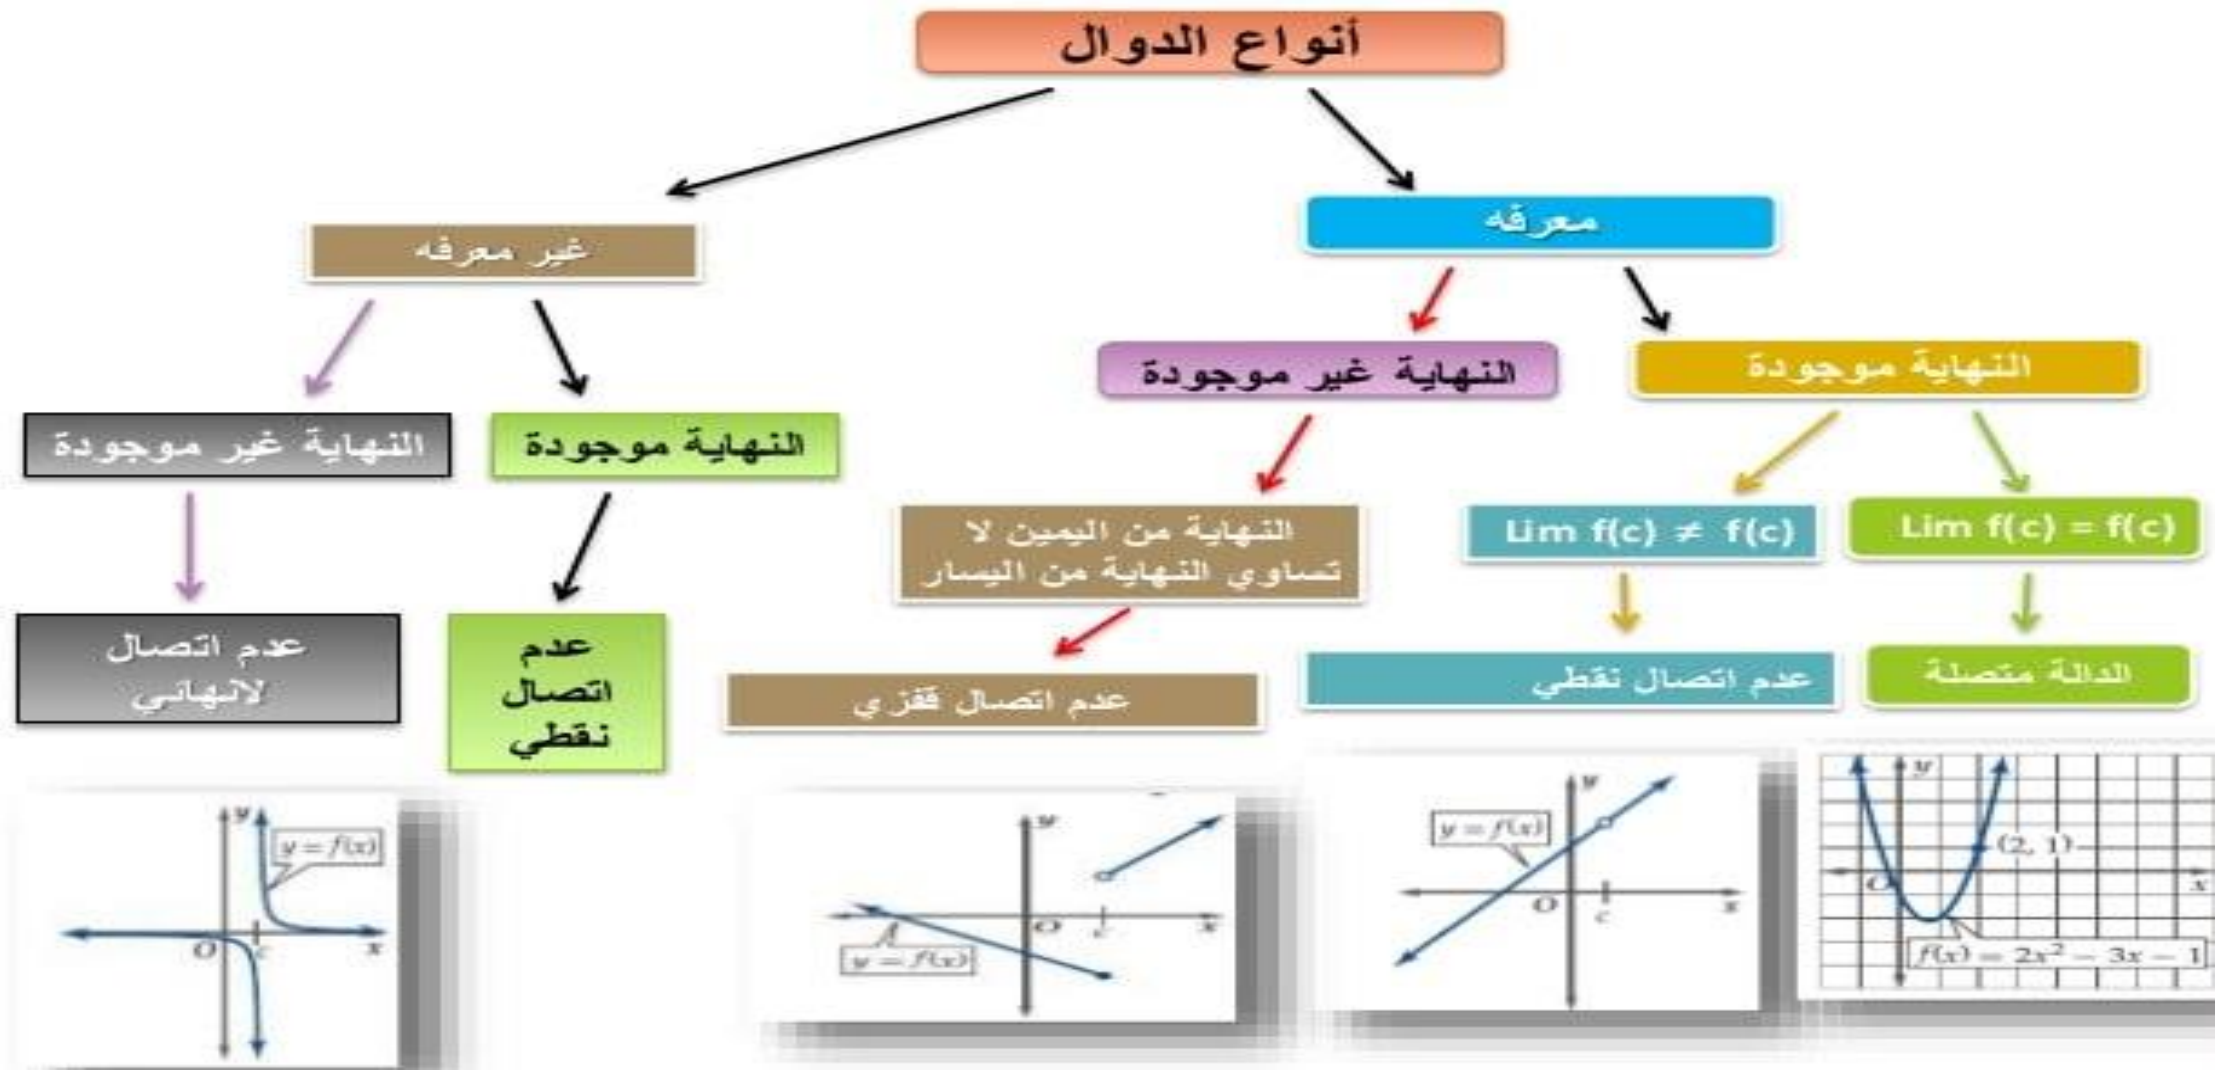 أنواع الدوال
معرفه
غير معرفه
النهاية موجودة
النهاية غير موجودة
النهاية موجودة
النهاية غير موجودة
Lim f(c) = f(c)
Lim f(c) ≠ f(c)
النهاية من اليمين لا
تساوي النهاية من اليسار
الدالة متصلة
عدم اتصال نقطي
عدم اتصال قفزي
عدم
اتصال
نقطي
عدم اتصال
لانهائي
y
(2, 1)
O
x
f(x) = 2x² − 3x − 1
y
y = f(x)
O
c
x
y
O
c
x
y = f(x)
y
y = f(x)
O
c
x